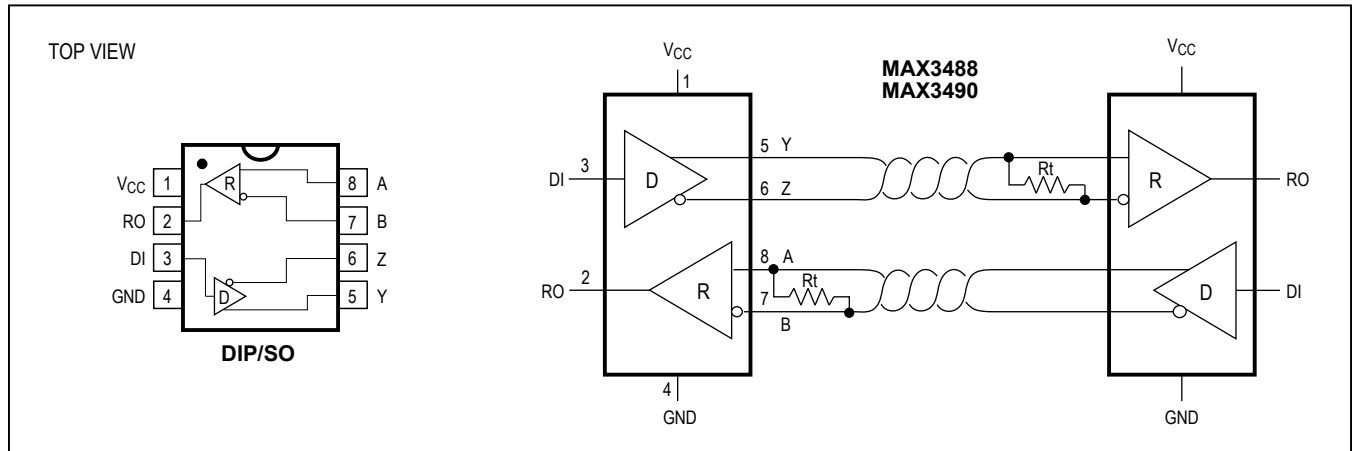 TOP VIEW
VCC 1
RO 2
DI 3
GND 4
R
D
8 A
7 B
6 Z
5 Y
DIP/SO
MAX3488
MAX3490
VCC
1
DI 3
D
5 Y
6 Z
Rt
R
RO
VCC
RO 2
R
8 A
Rt
7
B
D
DI
4
GND
GND